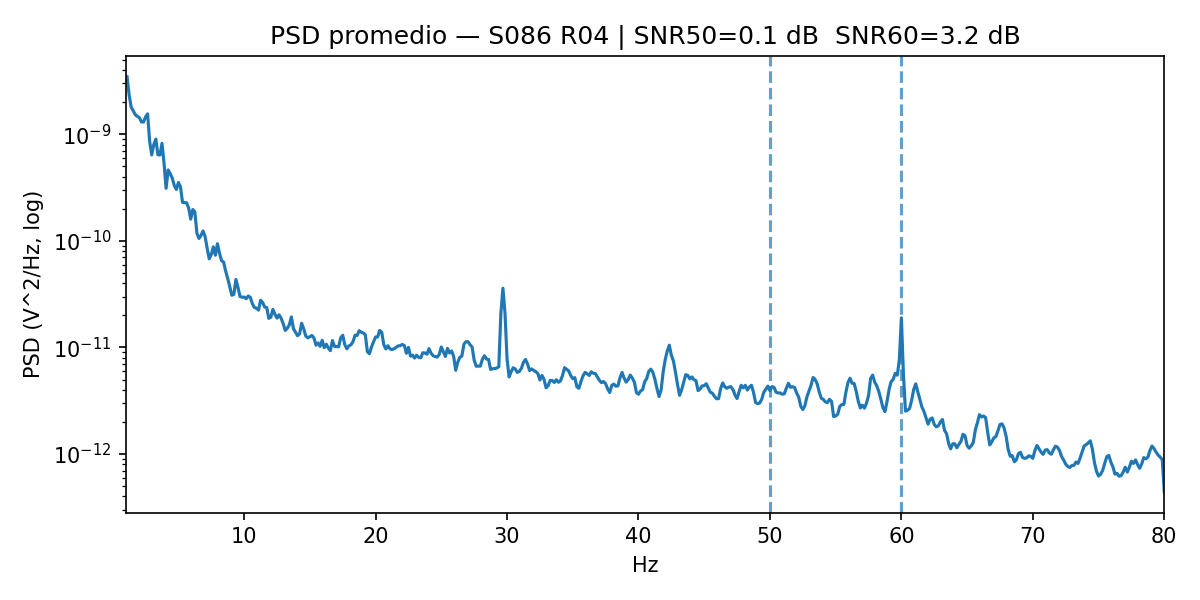 PSD promedio — S086 R04 | SNR50=0.1 dB  SNR60=3.2 dB
PSD (V^2/Hz, log)
10⁻⁹
10⁻¹⁰
10⁻¹¹
10⁻¹²
10 20 30 40 50 60 70 80
Hz